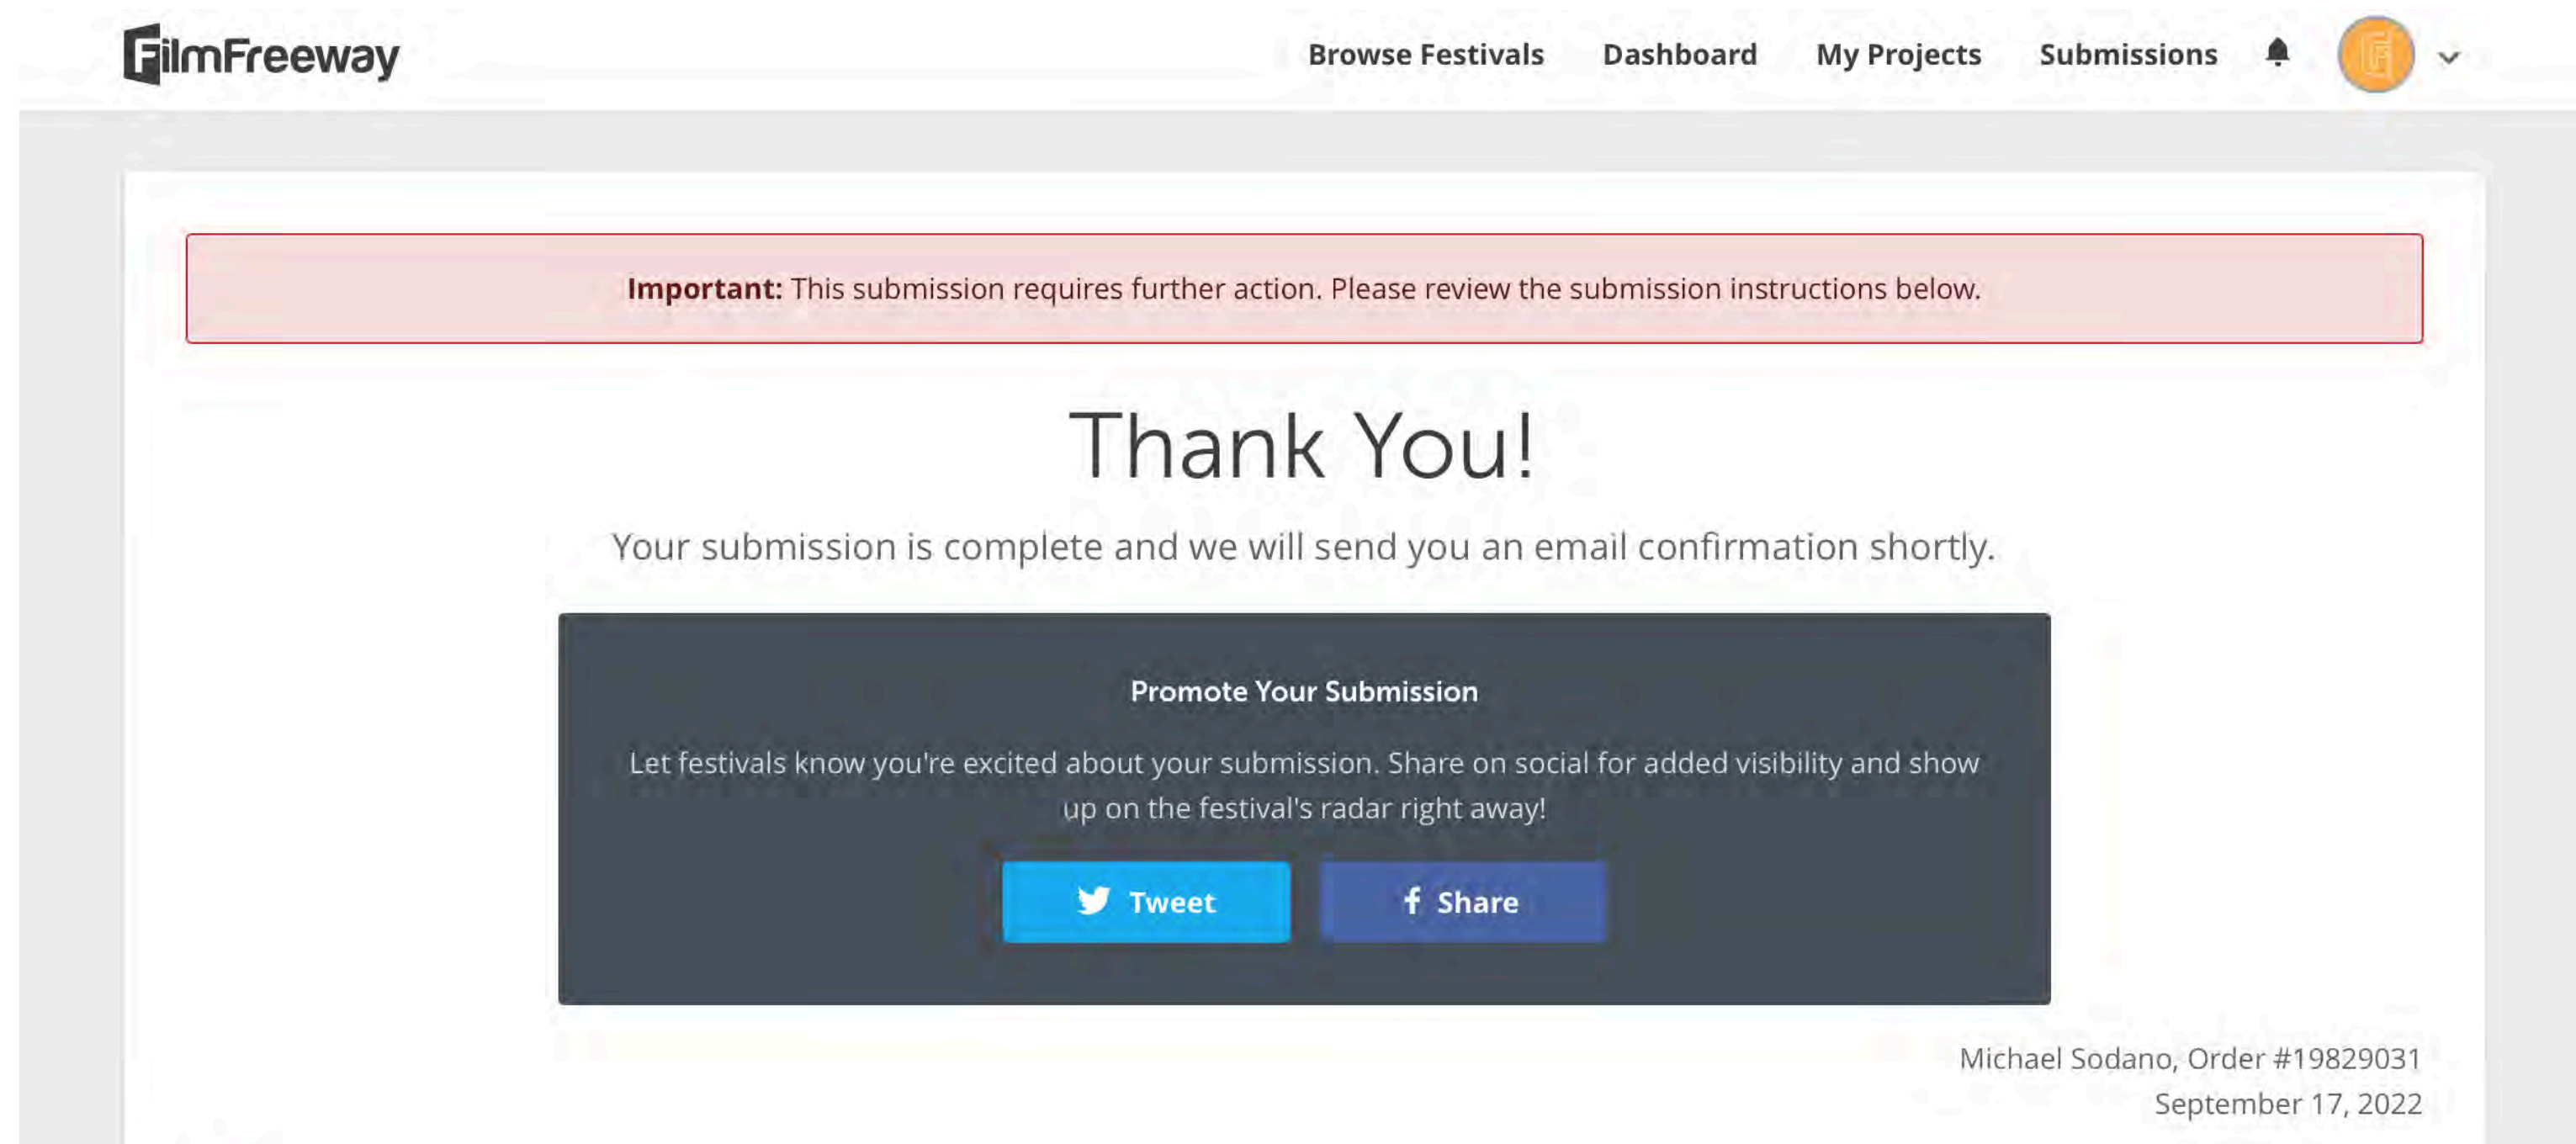 FilmFreeway
Browse Festivals Dashboard My Projects Submissions
Important: This submission requires further action. Please review the submission instructions below.
Thank You!
Your submission is complete and we will send you an email confirmation shortly.
Promote Your Submission
Let festivals know you're excited about your submission. Share on social for added visibility and show
up on the festival's radar right away!
Tweet Share
Michael Sodano, Order #19829031
September 17, 2022